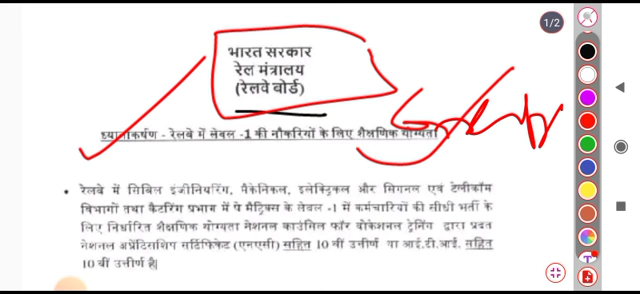 1/2
भारत सरकार
रेल मंत्रालय
(रेलवे बोर्ड)
ध्यानाकर्षण - रेलवे में लेवल -1 की नौकरियों के लिए शैक्षणिक योग्यता
• रेलवे में सिविल इंजीनियरिंग, मैकेनिकल, इलेक्ट्रिकल और सिगनल एवं टेलीकॉम
विभागों तथा कैटरिंग प्रभाग में पे मैट्रिक्स के लेवल -1 में कर्मचारियों की सीधी भर्ती के
लिए निर्धारित शैक्षणिक योग्यता नेशनल काउंसिल फॉर वोकेशनल ट्रेनिंग द्वारा प्रदत
नेशनल अप्रेंटिसशिप सर्टिफिकेट (एनएसी) सहित 10 वीं उत्तीर्ण या आई.टी.आई. सहित
10 वीं उत्तीर्ण है|